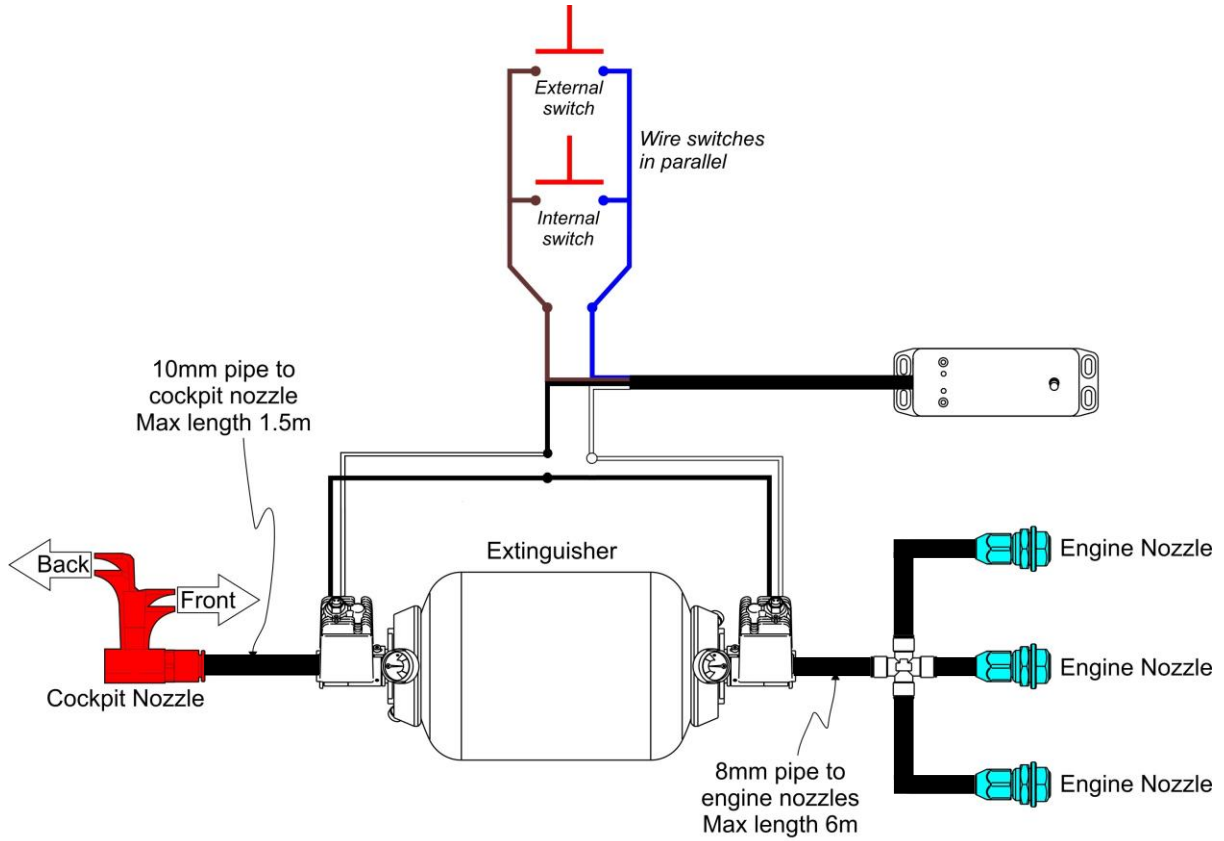 External
switch
Wire switches
in parallel
Internal
switch
10mm pipe to
cockpit nozzle
Max length 1.5m
Back
Front
Cockpit Nozzle
Extinguisher
Engine Nozzle
Engine Nozzle
Engine Nozzle
8mm pipe to
engine nozzles
Max length 6m